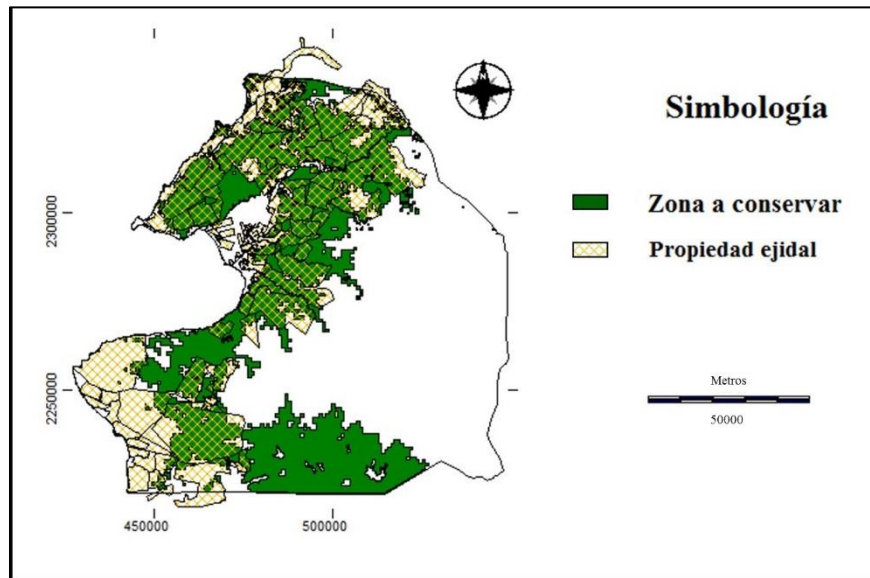 Simbología
Zona a conservar
Propiedad ejidal
Metros
50000
2300000
2250000
450000
500000